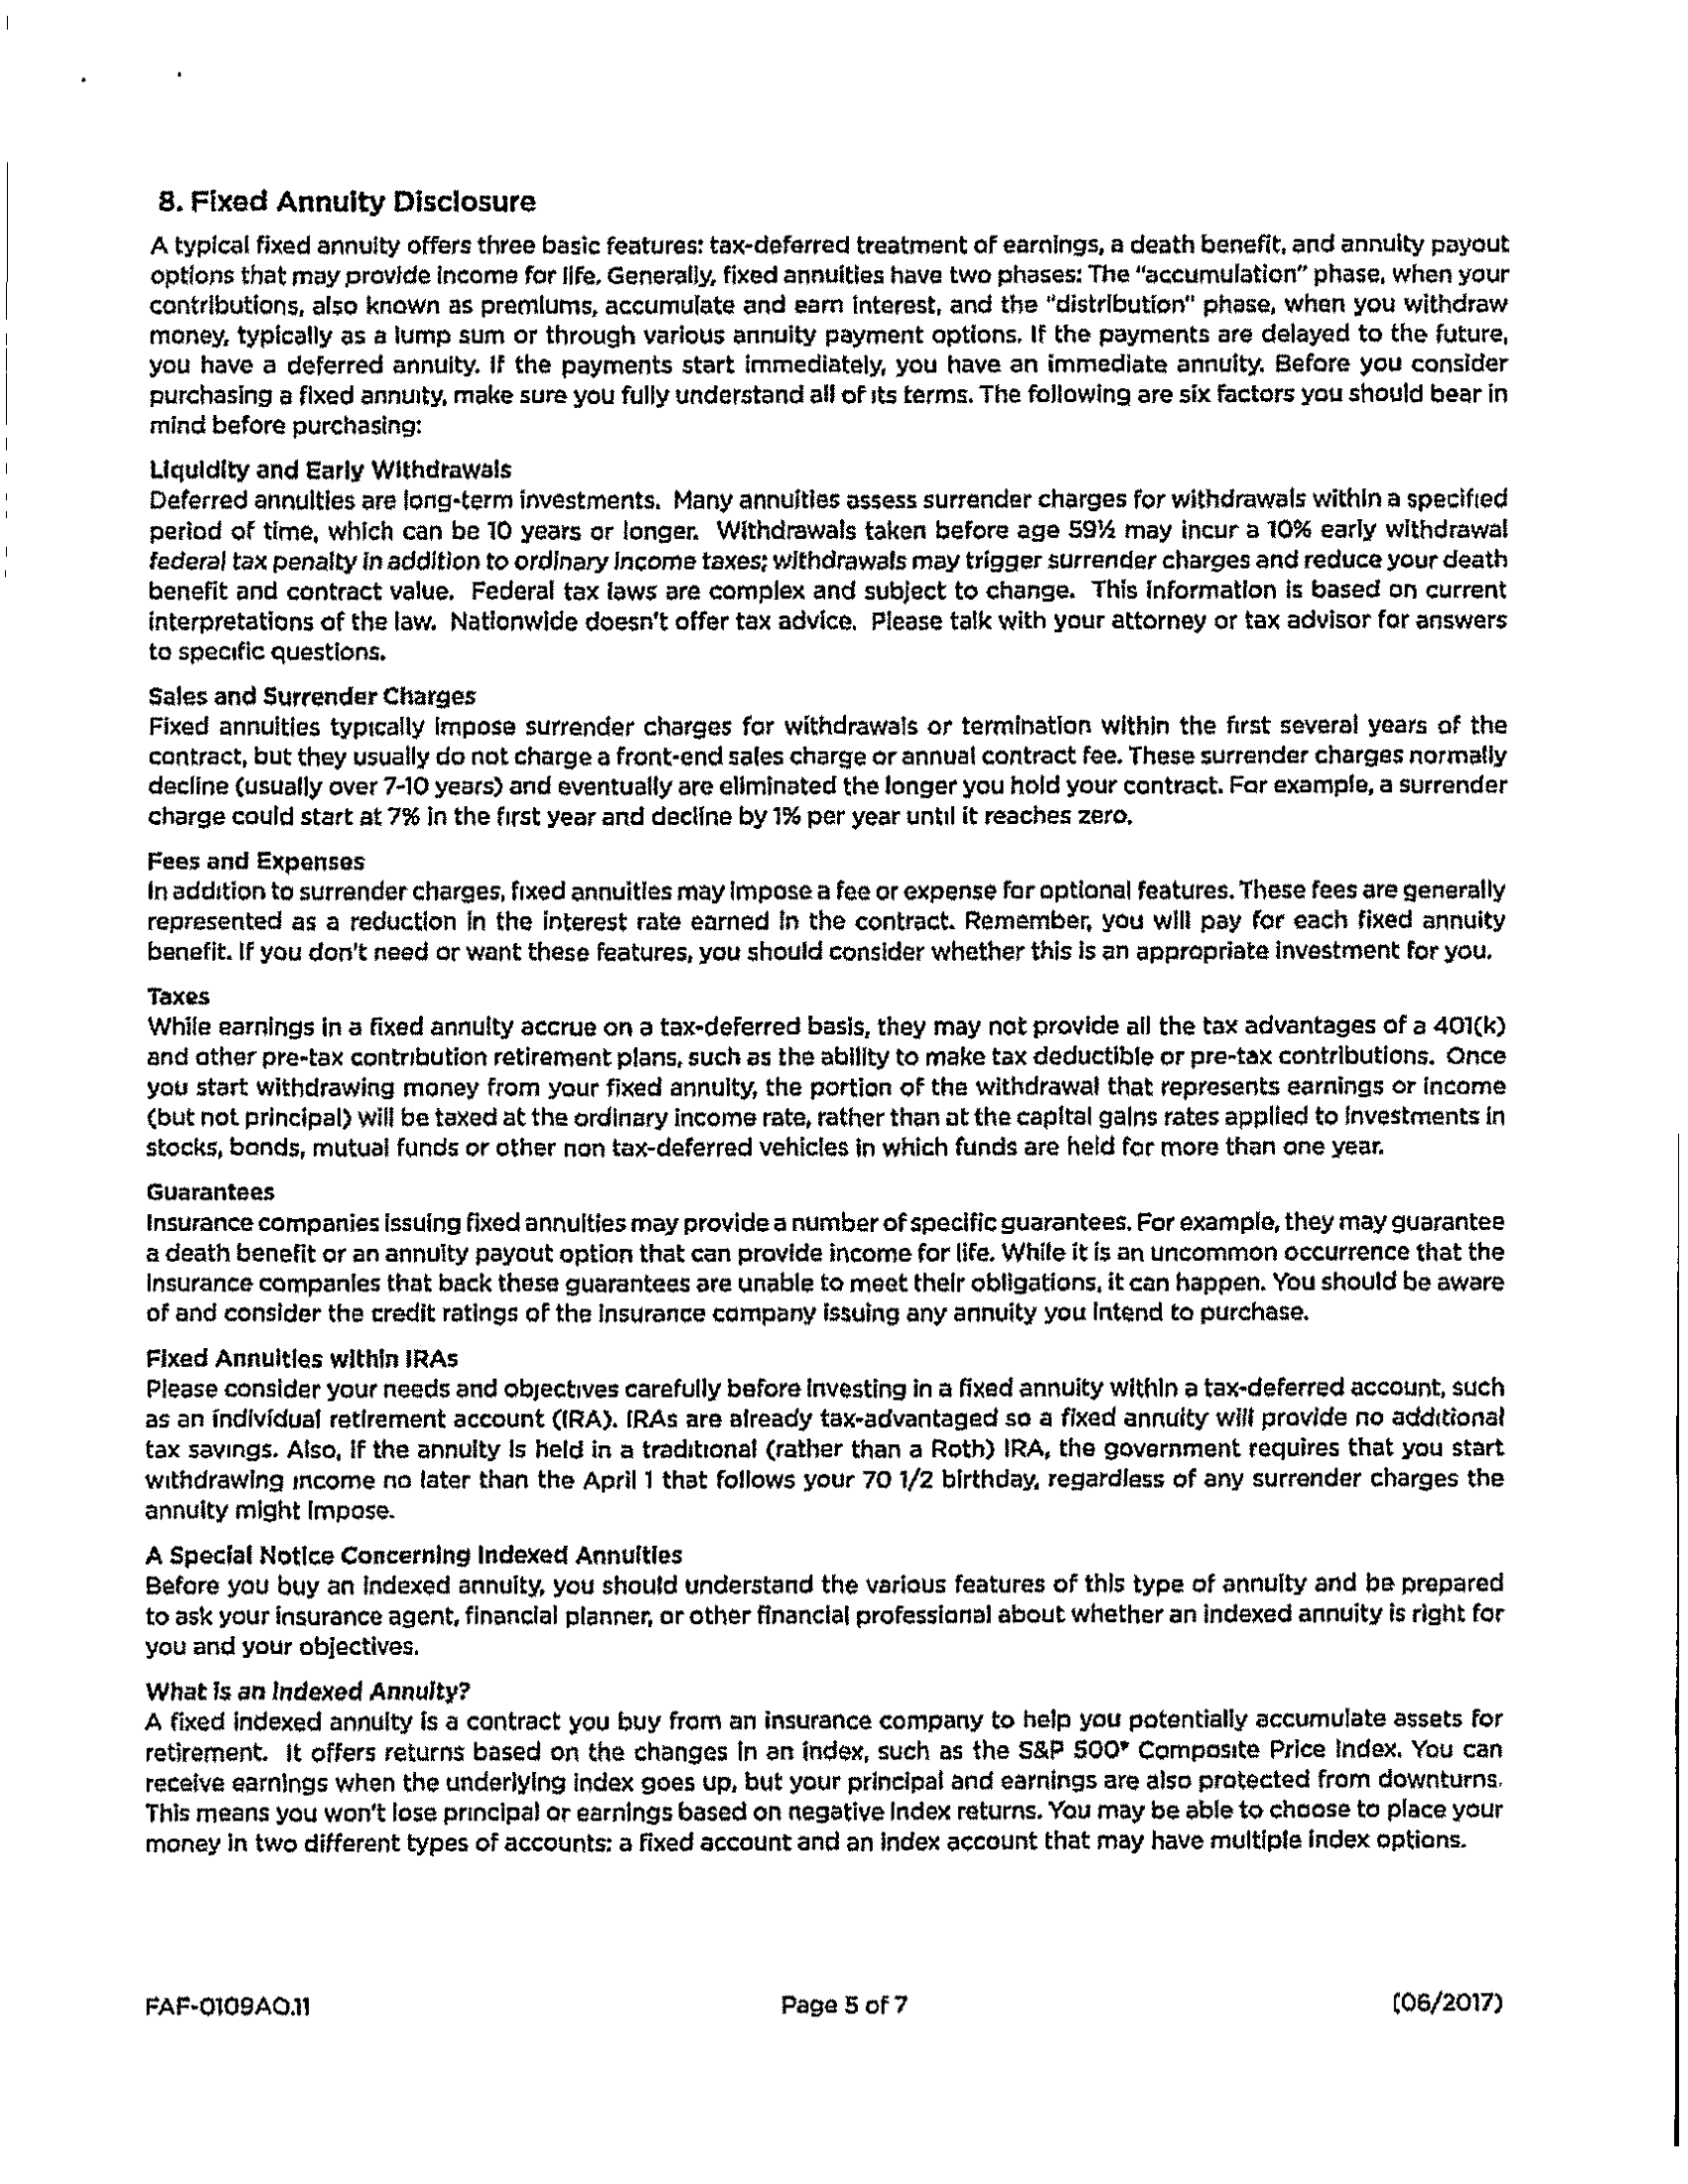 8. Fixed Annuity Disclosure
A typical fixed annuity offers three basic features: tax-deferred treatment of earnings, a death benefit, and annuity payout
options that may provide income for life. Generally, fixed annuities have two phases: The "accumulation" phase, when your
contributions, also known as premiums, accumulate and earn interest, and the "distribution" phase, when you withdraw
money, typically as a lump sum or through various annuity payment options. If the payments are delayed to the future,
you have a deferred annuity. If the payments start immediately, you have an immediate annuity. Before you consider
purchasing a fixed annuity, make sure you fully understand all of its terms. The following are six factors you should bear in
mind before purchasing:
Liquidity and Early Withdrawals
Deferred annuities are long-term investments. Many annuities assess surrender charges for withdrawals within a specified
period of time, which can be 10 years or longer. Withdrawals taken before age 59½ may incur a 10% early withdrawal
federal tax penalty in addition to ordinary income taxes; withdrawals may trigger surrender charges and reduce your death
benefit and contract value. Federal tax laws are complex and subject to change. This information is based on current
interpretations of the law. Nationwide doesn't offer tax advice. Please talk with your attorney or tax advisor for answers
to specific questions.
Sales and Surrender Charges
Fixed annuities typically impose surrender charges for withdrawals or termination within the first several years of the
contract, but they usually do not charge a front-end sales charge or annual contract fee. These surrender charges normally
decline (usually over 7-10 years) and eventually are eliminated the longer you hold your contract. For example, a surrender
charge could start at 7% in the first year and decline by 1% per year until it reaches zero.
Fees and Expenses
In addition to surrender charges, fixed annuities may impose a fee or expense for optional features. These fees are generally
represented as a reduction in the interest rate earned in the contract. Remember, you will pay for each fixed annuity
benefit. If you don't need or want these features, you should consider whether this is an appropriate investment for you.
Taxes
While earnings in a fixed annuity accrue on a tax-deferred basis, they may not provide all the tax advantages of a 401(k)
and other pre-tax contribution retirement plans, such as the ability to make tax deductible or pre-tax contributions. Once
you start withdrawing money from your fixed annuity, the portion of the withdrawal that represents earnings or income
(but not principal) will be taxed at the ordinary income rate, rather than at the capital gains rates applied to investments in
stocks, bonds, mutual funds or other non tax-deferred vehicles in which funds are held for more than one year.
Guarantees
Insurance companies issuing fixed annuities may provide a number of specific guarantees. For example, they may guarantee
a death benefit or an annuity payout option that can provide income for life. While it is an uncommon occurrence that the
insurance companies that back these guarantees are unable to meet their obligations, it can happen. You should be aware
of and consider the credit ratings of the insurance company issuing any annuity you intend to purchase.
Fixed Annuities within IRAs
Please consider your needs and objectives carefully before investing in a fixed annuity within a tax-deferred account, such
as an individual retirement account (IRA). IRAs are already tax-advantaged so a fixed annuity will provide no additional
tax savings. Also, if the annuity is held in a traditional (rather than a Roth) IRA, the government requires that you start
withdrawing income no later than the April 1 that follows your 70 1/2 birthday, regardless of any surrender charges the
annuity might impose.
A Special Notice Concerning Indexed Annuities
Before you buy an indexed annuity, you should understand the various features of this type of annuity and be prepared
to ask your insurance agent, financial planner, or other financial professional about whether an indexed annuity is right for
you and your objectives.
What is an Indexed Annuity?
A fixed indexed annuity is a contract you buy from an insurance company to help you potentially accumulate assets for
retirement. It offers returns based on the changes in an index, such as the S&P 500® Composite Price Index. You can
receive earnings when the underlying index goes up, but your principal and earnings are also protected from downturns.
This means you won't lose principal or earnings based on negative index returns. You may be able to choose to place your
money in two different types of accounts: a fixed account and an index account that may have multiple index options.
FAF-0109AO.11 Page 5 of 7 (06/2017)